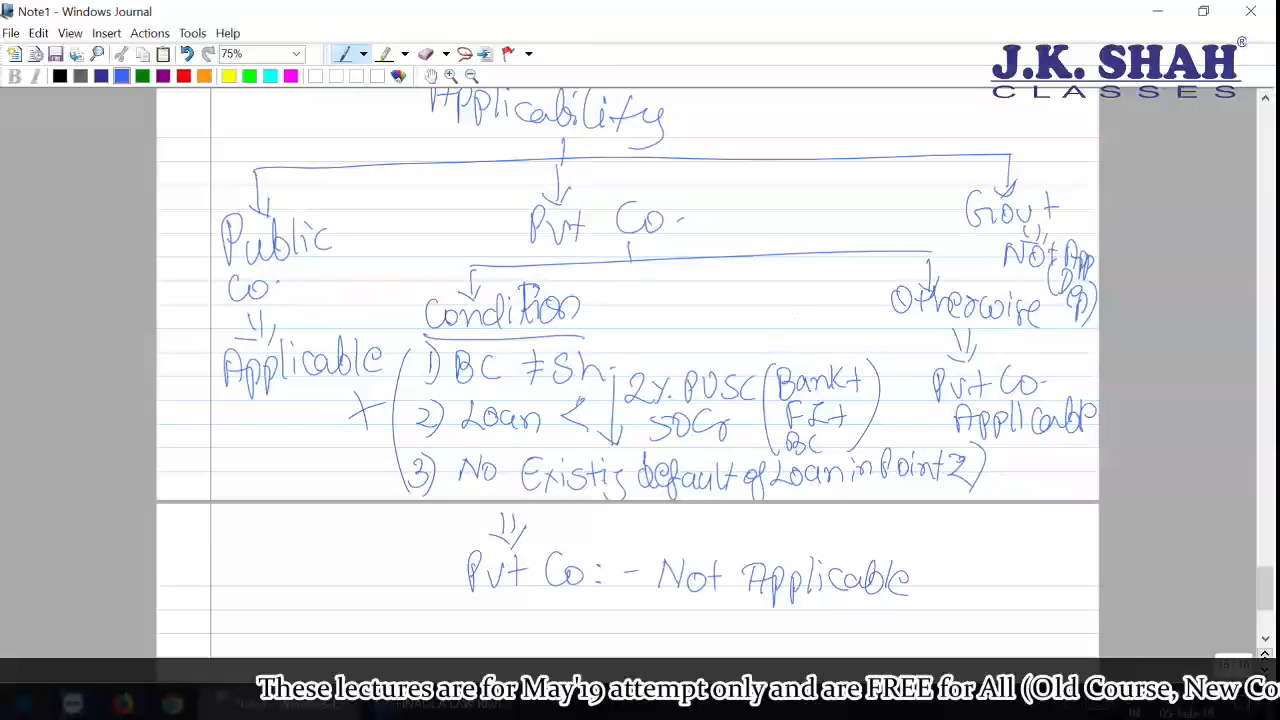 Note1 - Windows Journal
File Edit View Insert Actions Tools Help
75%
B I
J.K. SHAH®
CLASSES
Applicability
Public
Co.
Applicable
Pvt Co.
Govt
Not App
Condition
1) BC ≠ Sh.
2) Loan < 2% PUSC
50Cr
(Bank +
FI +
BC)
3) No Existig default of Loan in Point 2)
Otherwise
Pvt Co.
Applicable
Pvt Co: - Not Applicable
These lectures are for May'19 attempt only and are FREE for All (Old Course, New Co